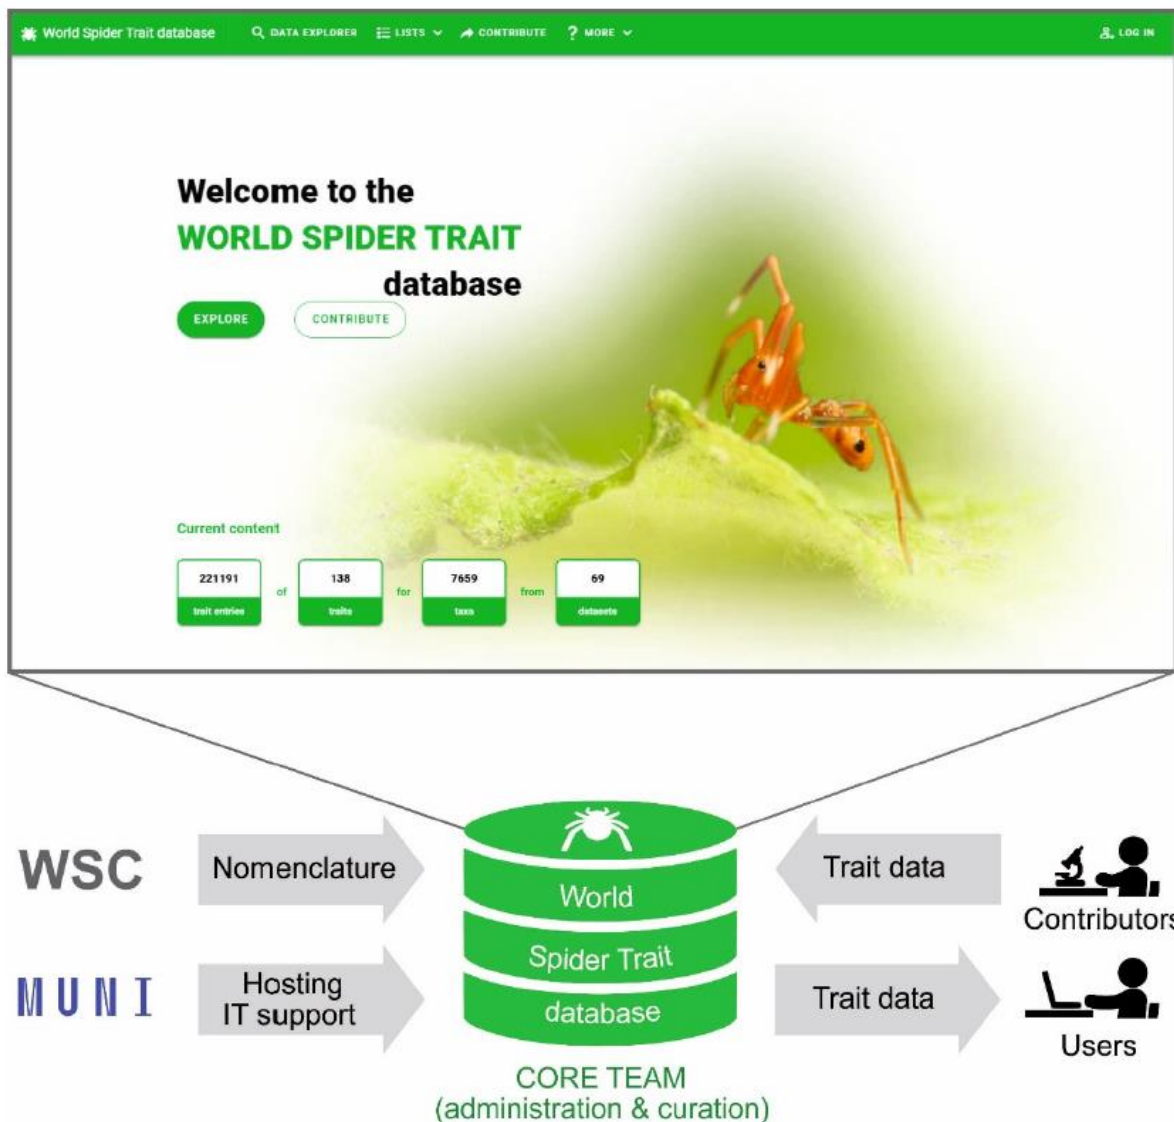 World Spider Trait database DATA EXPLORER LISTS CONTRIBUTE ? MORE LOG IN
Welcome to the
WORLD SPIDER TRAIT
database
EXPLORE CONTRIBUTE
Current content
221191 138 7659 69
of for from
trait entries traits taxa datasets
WSC Nomenclature World Trait data
Contributors
MUNI Hosting Spider Trait Trait data
IT support database
Users
CORE TEAM
(administration & curation)